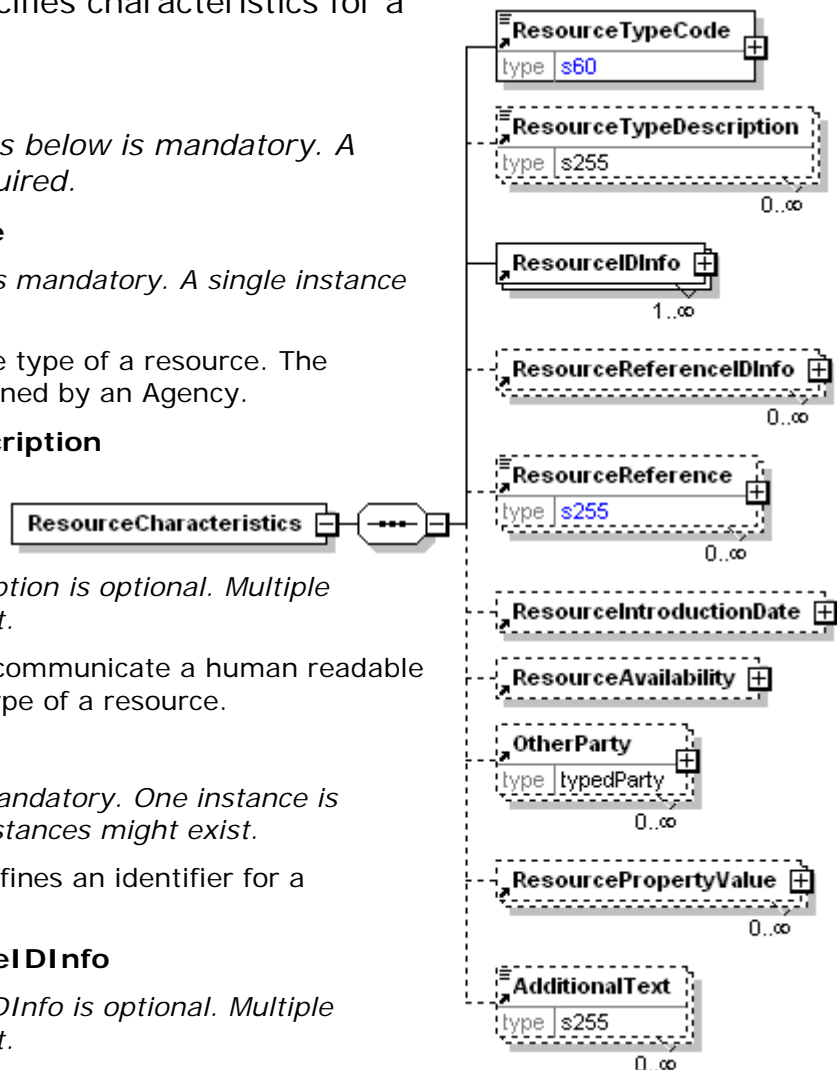 cifies characteristics for a
s below is mandatory. A
uired.
e
s mandatory. A single instance
e type of a resource. The
ned by an Agency.
cription
ption is optional. Multiple
t.
communicate a human readable
ype of a resource.
andatory. One instance is
stances might exist.
fines an identifier for a
eIDInfo
DInfo is optional. Multiple
t.
ResourceCharacteristics
ResourceTypeCode
type s60
ResourceTypeDescription
type s255
0..∞
ResourceIDInfo
1..∞
ResourceReferenceIDInfo
0..∞
ResourceReference
type s255
0..∞
ResourceIntroductionDate
ResourceAvailability
OtherParty
type typedParty
0..∞
ResourcePropertyValue
0..∞
AdditionalText
type s255
0..∞